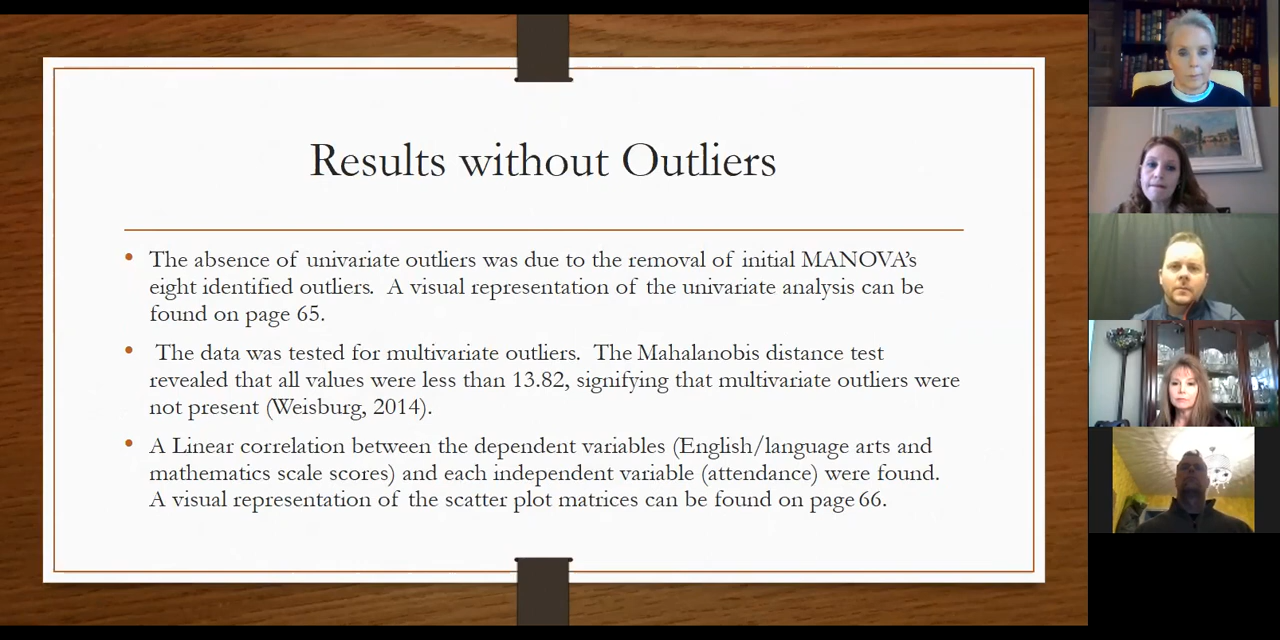 Results without Outliers
• The absence of univariate outliers was due to the removal of initial MANOVA's
eight identified outliers.  A visual representation of the univariate analysis can be
found on page 65.
• The data was tested for multivariate outliers.  The Mahalanobis distance test
revealed that all values were less than 13.82, signifying that multivariate outliers were
not present (Weisburg, 2014).
• A Linear correlation between the dependent variables (English/language arts and
mathematics scale scores) and each independent variable (attendance) were found.
A visual representation of the scatter plot matrices can be found on page 66.